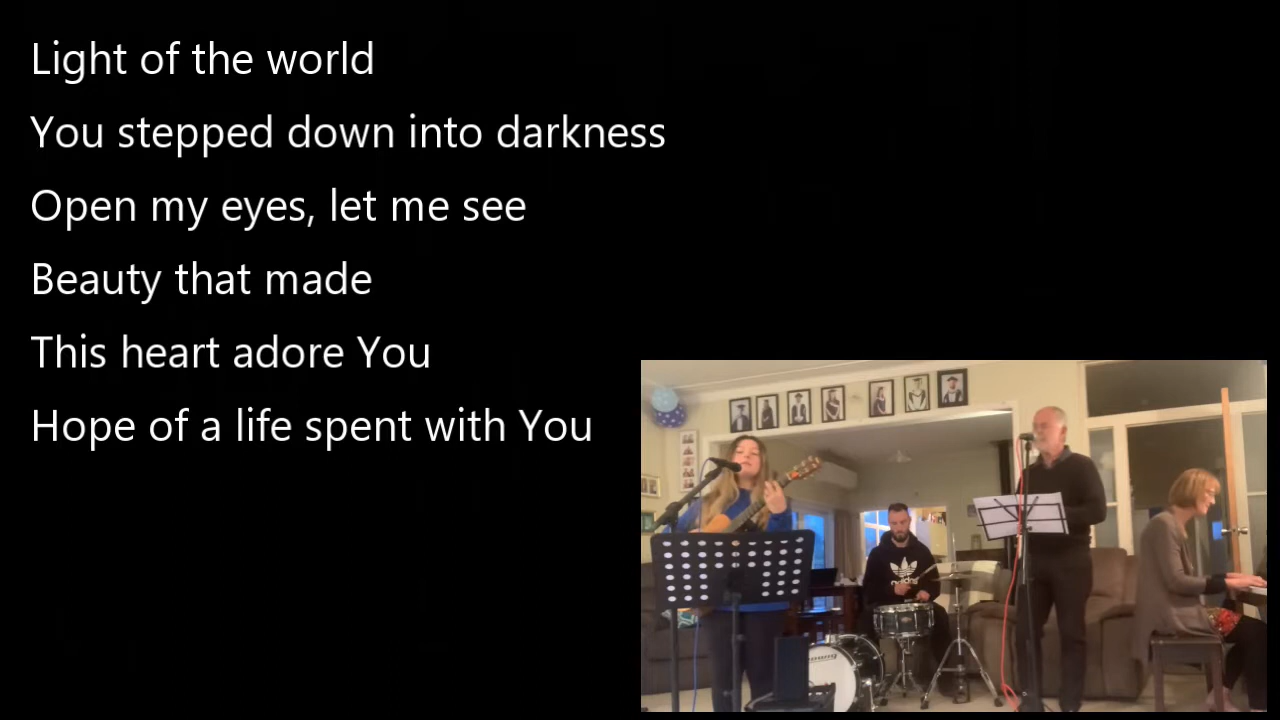 Light of the world
You stepped down into darkness
Open my eyes, let me see
Beauty that made
This heart adore You
Hope of a life spent with You
adidas